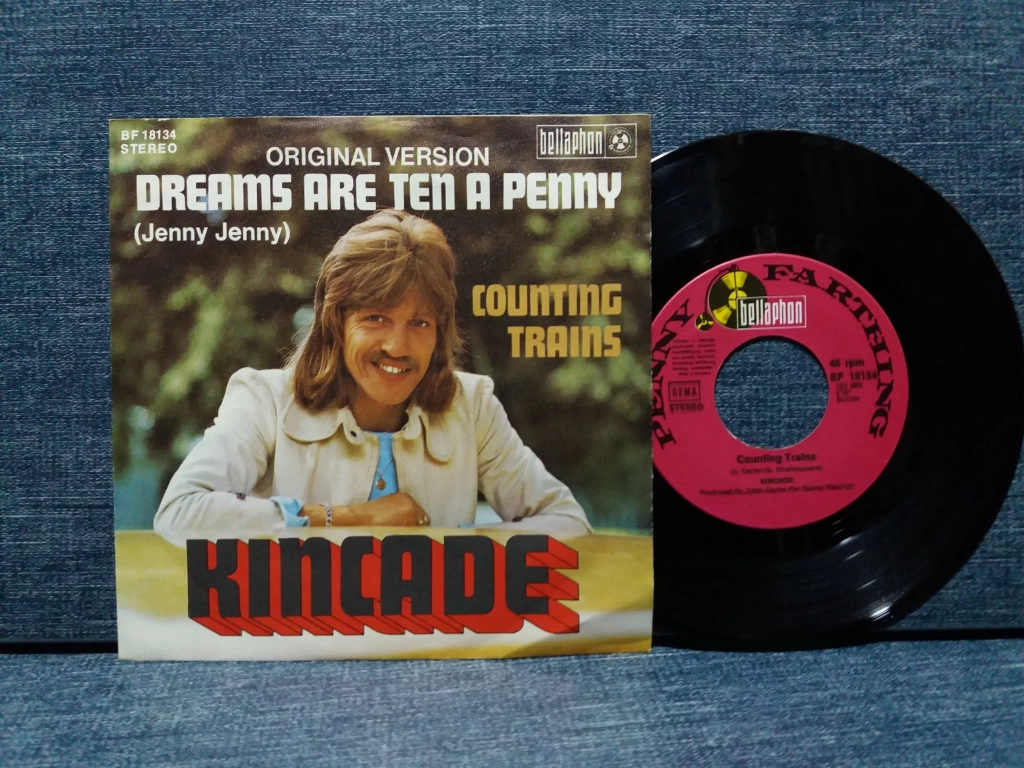 BF 18134
STEREO
bellaphon
ORIGINAL VERSION
DREAMS ARE TEN A PENNY
(Jenny Jenny)
COUNTING
TRAINS
KINCADE
PENNY FARTHING
bellaphon
45 rpm
BF 18134
GEMA
STEREO
Counting Trains
KINCADE